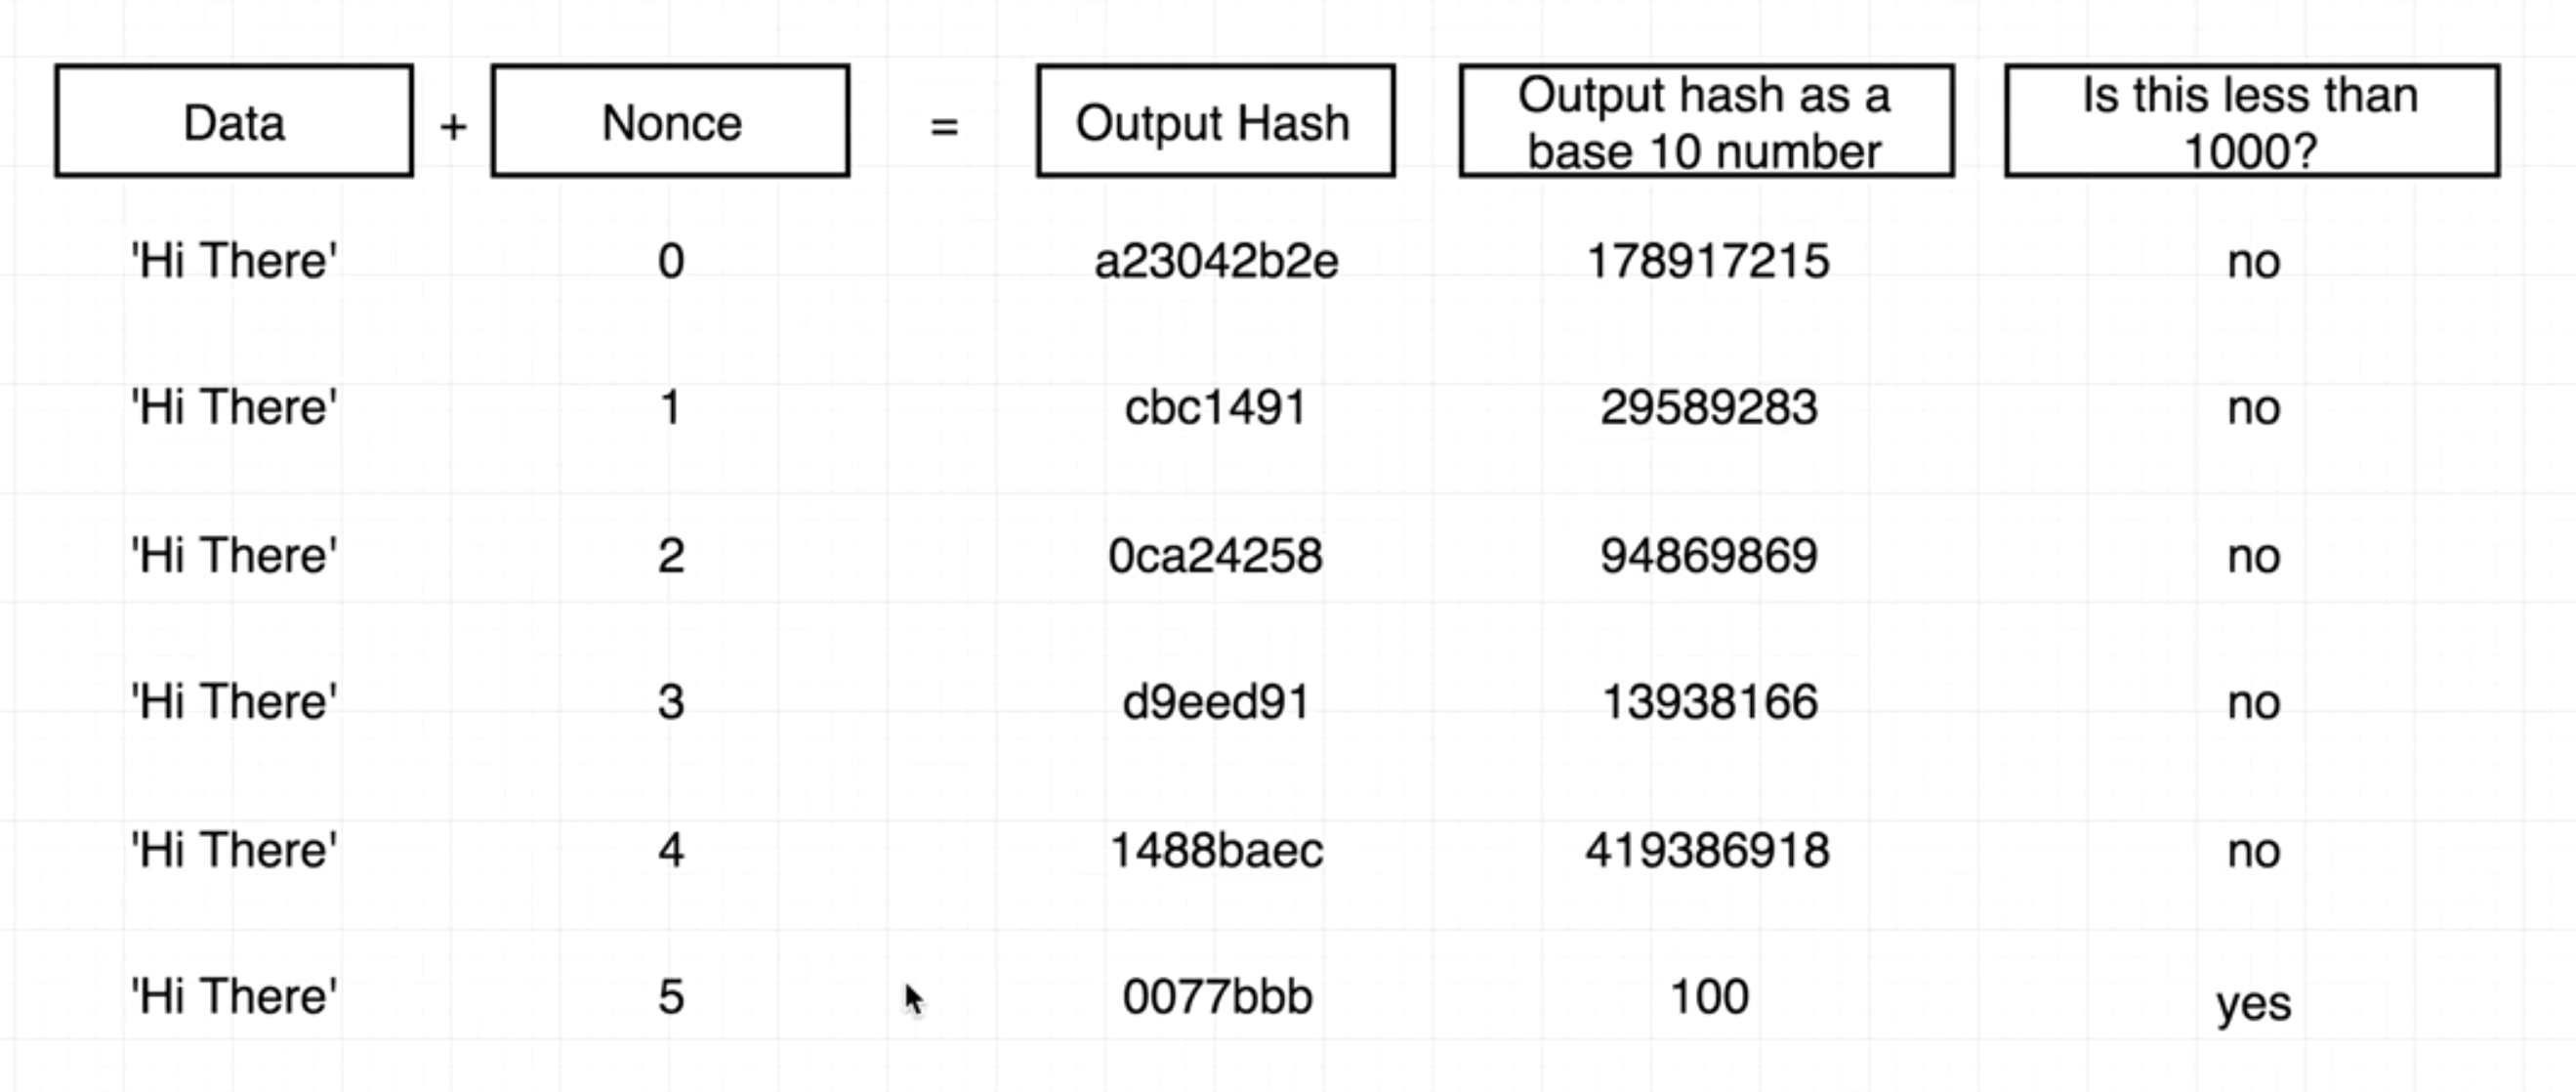 Data + Nonce = Output Hash Output hash as a base 10 number Is this less than 1000?
'Hi There' 0 a23042b2e 178917215 no
'Hi There' 1 cbc1491 29589283 no
'Hi There' 2 0ca24258 94869869 no
'Hi There' 3 d9eed91 13938166 no
'Hi There' 4 1488baec 419386918 no
'Hi There' 5 0077bbb 100 yes